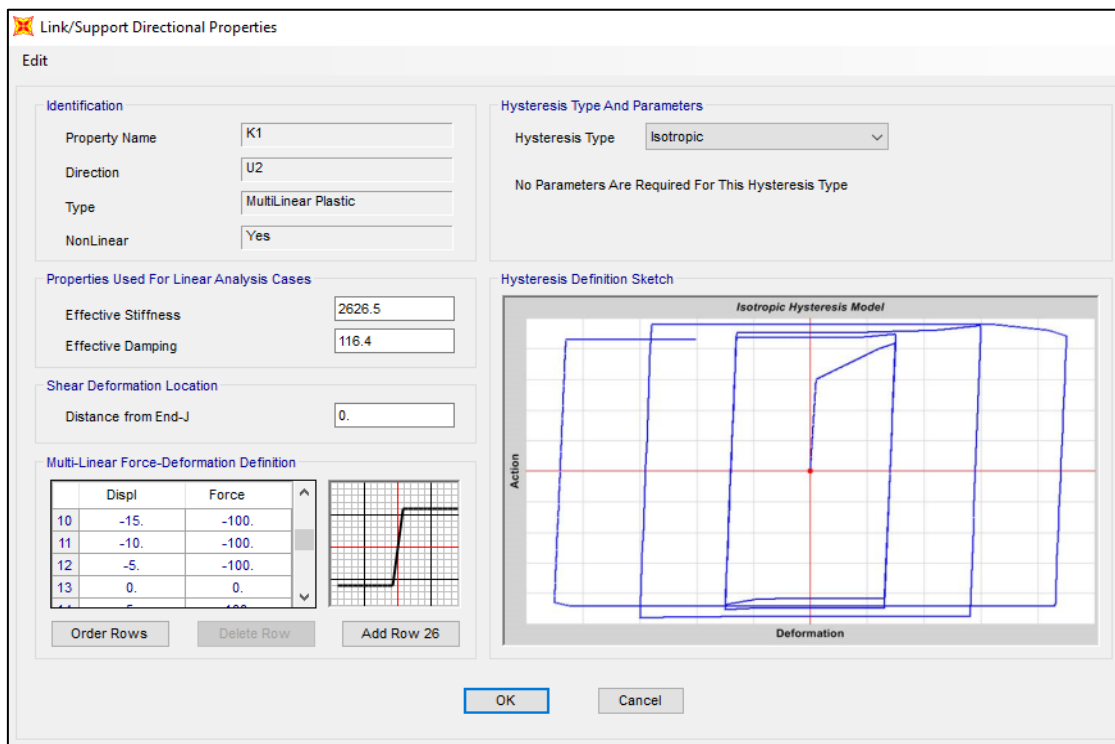 Link/Support Directional Properties
Edit
Identification
Property Name K1
Direction U2
Type MultiLinear Plastic
NonLinear Yes
Properties Used For Linear Analysis Cases
Effective Stiffness 2626.5
Effective Damping 116.4
Shear Deformation Location
Distance from End-J 0.
Multi-Linear Force-Deformation Definition
Displ Force
10 -15. -100.
11 -10. -100.
12 -5. -100.
13 0. 0.
Order Rows Delete Row Add Row 26
Hysteresis Type And Parameters
Hysteresis Type Isotropic
No Parameters Are Required For This Hysteresis Type
Hysteresis Definition Sketch
Isotropic Hysteresis Model
Action
Deformation
OK Cancel